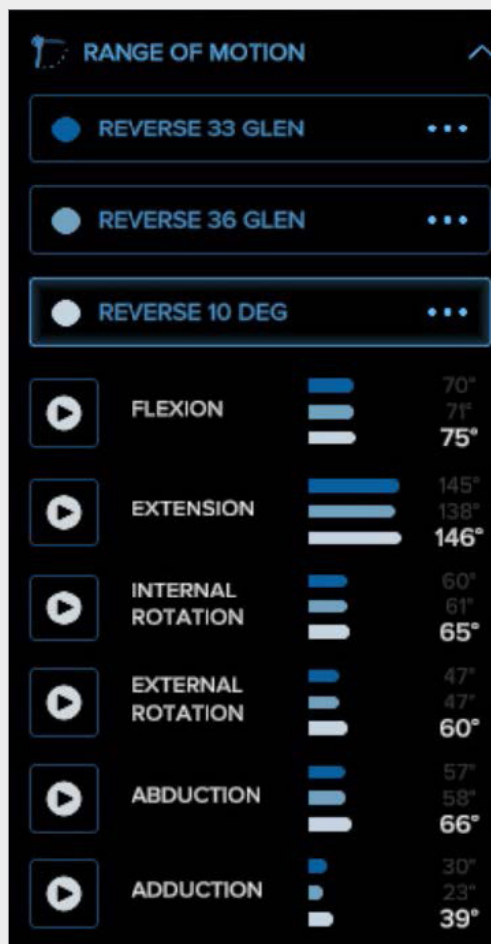 RANGE OF MOTION
REVERSE 33 GLEN
REVERSE 36 GLEN
REVERSE 10 DEG
FLEXION
70°
71°
75°
EXTENSION
145°
138°
146°
INTERNAL
ROTATION
60°
61°
65°
EXTERNAL
ROTATION
47°
47°
60°
ABDUCTION
57°
58°
66°
ADDUCTION
30°
23°
39°